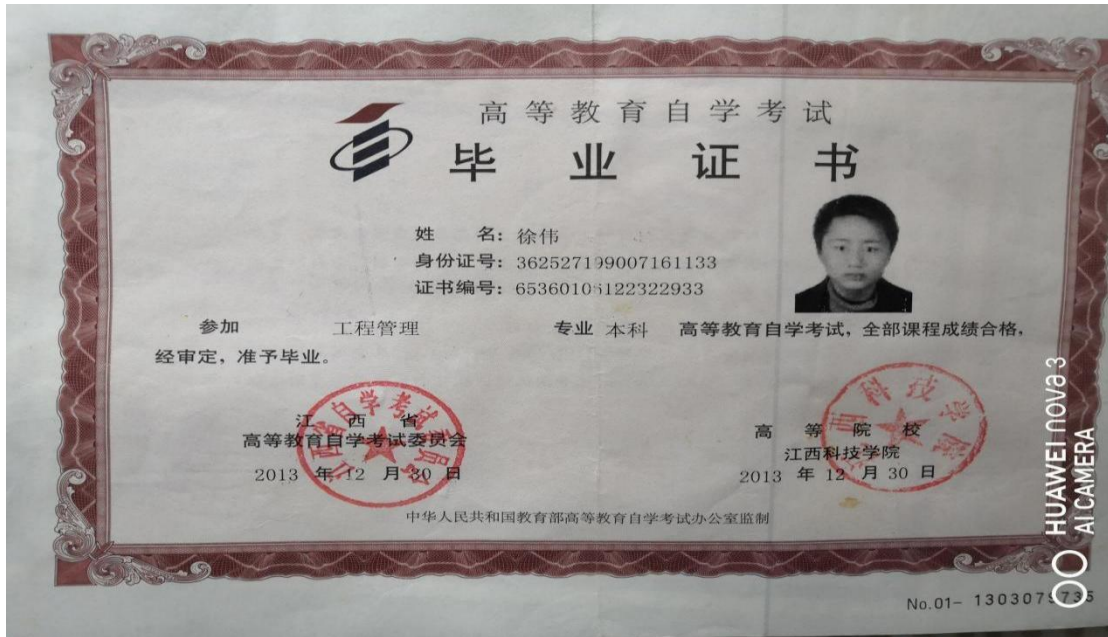 高等教育自学考试
毕业证书
姓 名：徐伟
身份证号：362527199007161133
证书编号：65360106122322933
参加 工程管理 专业 本科 高等教育自学考试，全部课程成绩合格，
经审定，准予毕业。
江西省
高等教育自学考试委员会
2013 年 12 月 30 日
高等院校
江西科技学院
2013 年 12 月 30 日
中华人民共和国教育部高等教育自学考试办公室监制
No.01- 1303079735
HUAWEI nova 3
AI CAMERA